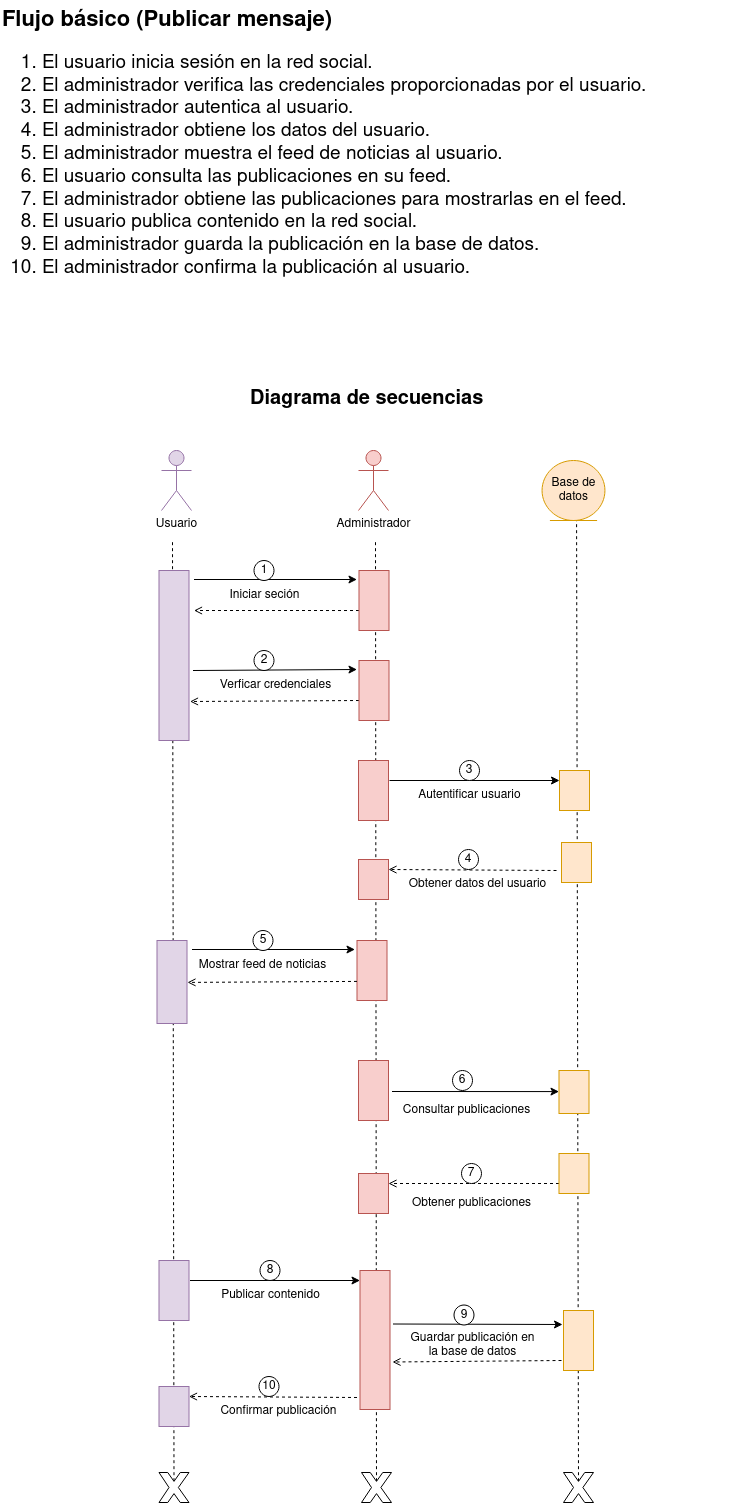 Flujo básico (Publicar mensaje)
1. El usuario inicia sesión en la red social.
2. El administrador verifica las credenciales proporcionadas por el usuario.
3. El administrador autentica al usuario.
4. El administrador obtiene los datos del usuario.
5. El administrador muestra el feed de noticias al usuario.
6. El usuario consulta las publicaciones en su feed.
7. El administrador obtiene las publicaciones para mostrarlas en el feed.
8. El usuario publica contenido en la red social.
9. El administrador guarda la publicación en la base de datos.
10. El administrador confirma la publicación al usuario.
Diagrama de secuencias
Base de
datos
Usuario
Administrador
1
Iniciar seción
2
Verficar credenciales
3
Autentificar usuario
4
Obtener datos del usuario
5
Mostrar feed de noticias
6
Consultar publicaciones
7
Obtener publicaciones
8
Publicar contenido
9
Guardar publicación en
la base de datos
10
Confirmar publicación